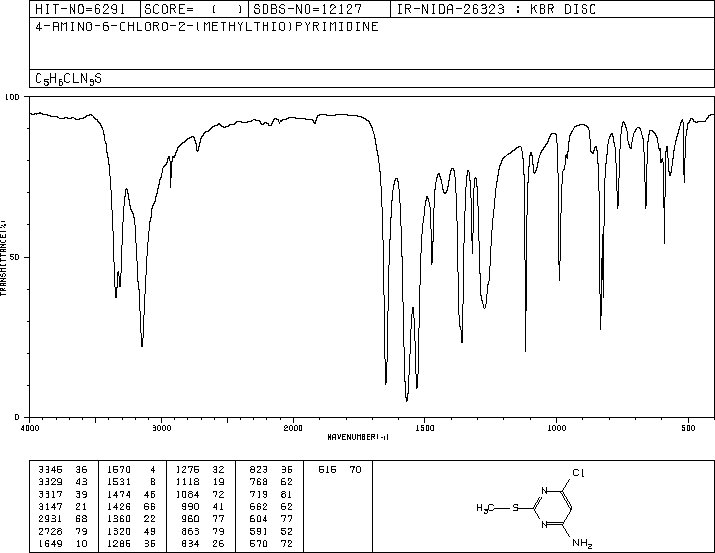 HIT-NO=6291 SCORE= ( ) SDBS-NO=12127 IR-NIDA-26323 : KBR DISC
4-AMINO-6-CHLORO-2-(METHYLTHIO)PYRIMIDINE
C5H6CLN3S
100
TRANSMITTANCE(%)
50
0
4000 3000 2000 1500 1000 500
WAVENUMBER(-1)
3345 36 1570 4 1275 32 823 35 515 70
3329 43 1531 8 1118 19 768 62
3317 39 1474 46 1084 72 719 81
3147 21 1426 66 990 41 662 62
2931 68 1360 22 960 77 604 77
2728 79 1320 49 863 79 591 52
1649 10 1285 36 834 26 570 72
Cl
N
H3C S
N
NH2